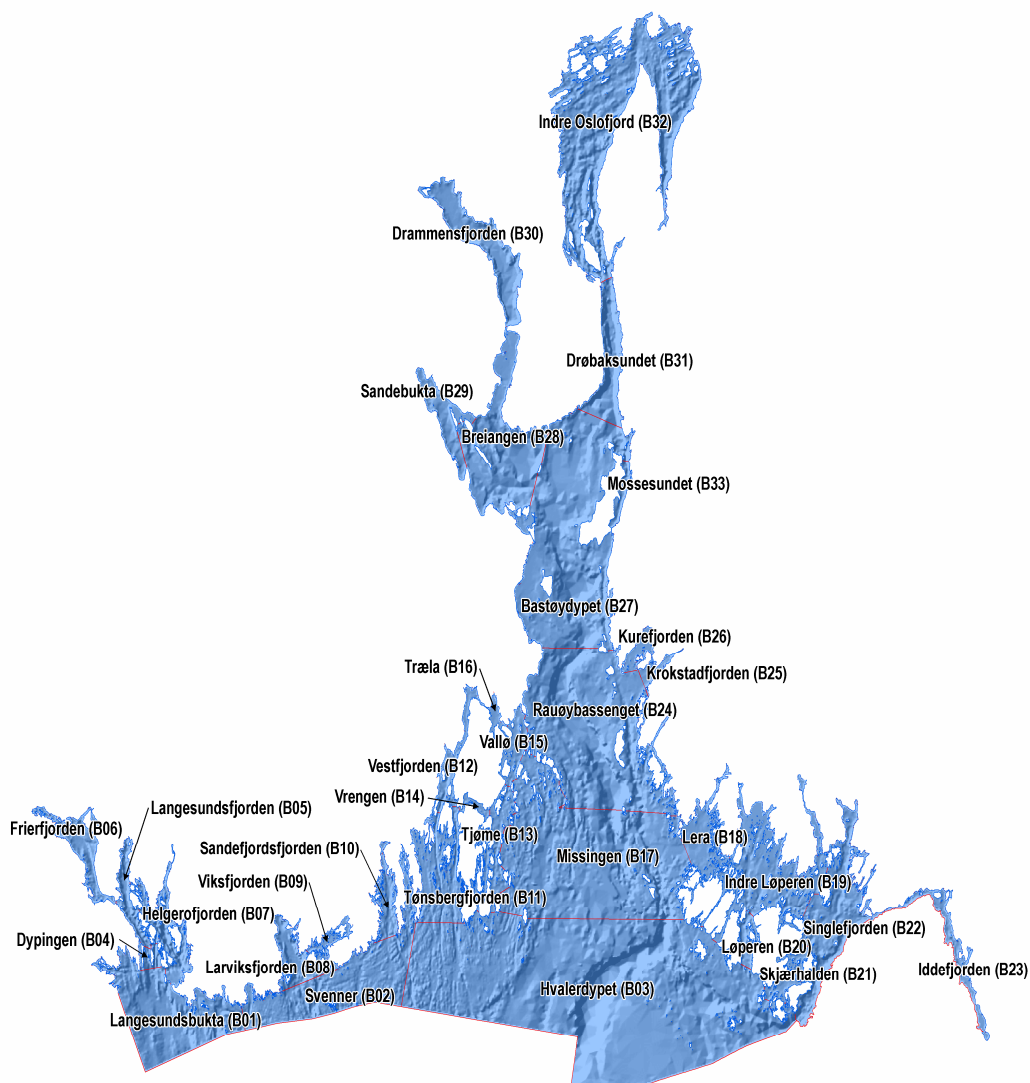 Indre Oslofjord (B32)
Drammensfjorden (B30)
Drøbaksundet (B31)
Sandebukta (B29)
Breiangen (B28)
Mossesundet (B33)
Bastøydypet (B27)
Kurefjorden (B26)
Træla (B16)
Krokstadfjorden (B25)
Rauøybassenget (B24)
Vallø (B15)
Vestfjorden (B12)
Vrengen (B14)
Langesundsfjorden (B05)
Frierfjorden (B06)
Tjøme (B13)
Lera (B18)
Sandefjordsfjorden (B10)
Missingen (B17)
Viksfjorden (B09)
Indre Løperen (B19)
Tønsbergfjorden (B11)
Helgerofjorden (B07)
Singlefjorden (B22)
Dypingen (B04)
Løperen (B20)
Larviksfjorden (B08)
Skjærhalden (B21)
Iddefjorden (B23)
Hvalerdypet (B03)
Svenner (B02)
Langesundsbukta (B01)